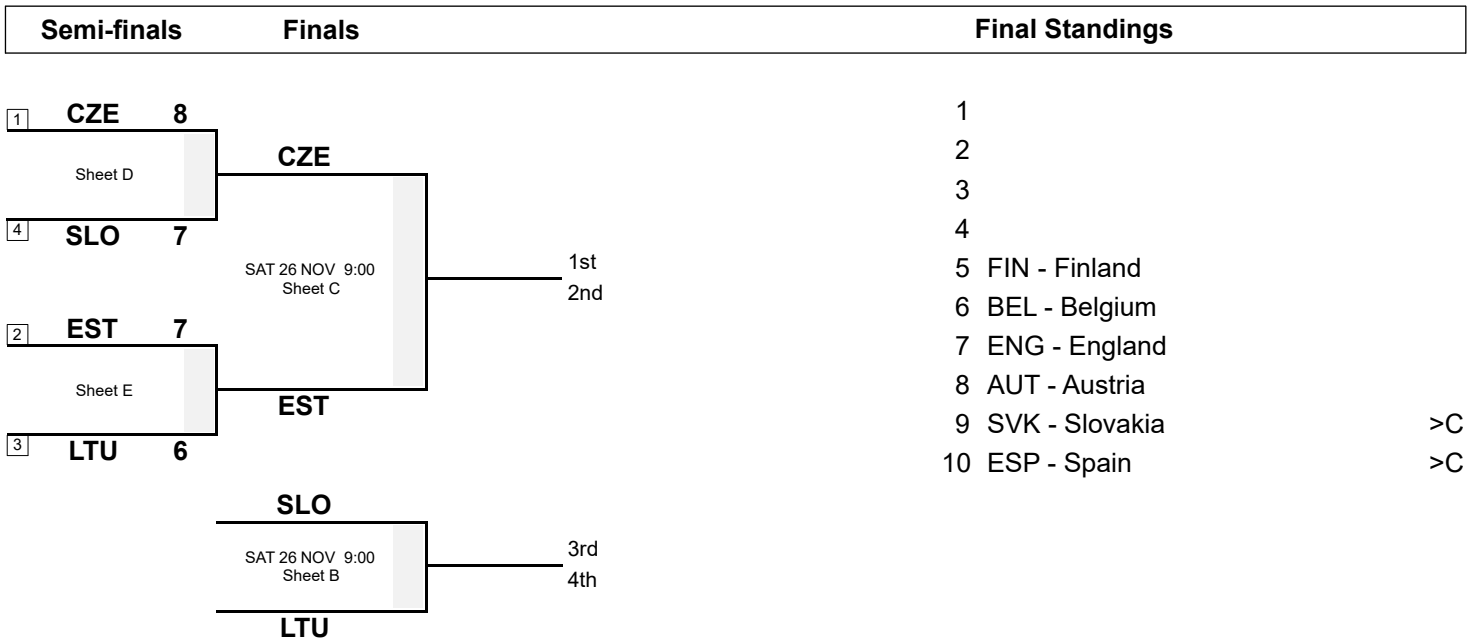 Semi-finals Finals Final Standings
1 CZE 8
Sheet D
4 SLO 7
2 EST 7
Sheet E
3 LTU 6
CZE
SAT 26 NOV 9:00
Sheet C
EST
1st
2nd
SLO
SAT 26 NOV 9:00
Sheet B
LTU
3rd
4th
1
2
3
4
5 FIN - Finland
6 BEL - Belgium
7 ENG - England
8 AUT - Austria
9 SVK - Slovakia >C
10 ESP - Spain >C